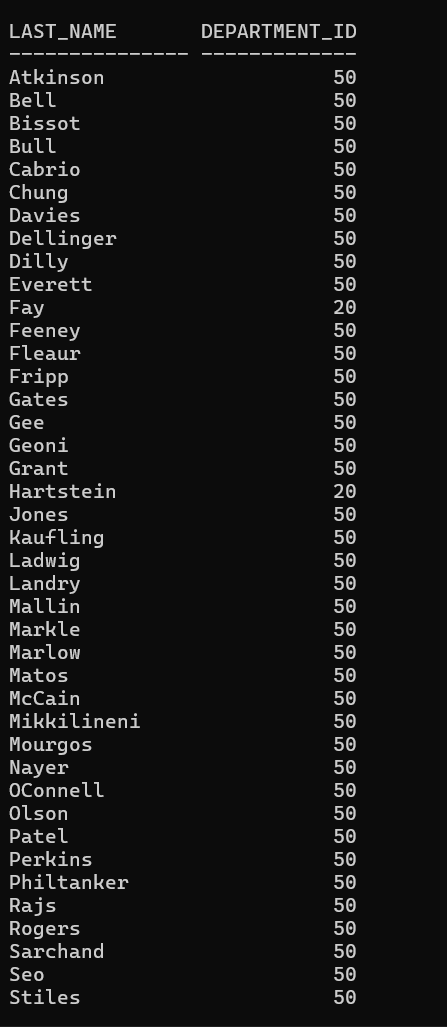 LAST_NAME       DEPARTMENT_ID
--------------- -------------
Atkinson                   50
Bell                       50
Bissot                     50
Bull                       50
Cabrio                     50
Chung                      50
Davies                     50
Dellinger                  50
Dilly                      50
Everett                    50
Fay                        20
Feeney                     50
Fleaur                     50
Fripp                      50
Gates                      50
Gee                        50
Geoni                      50
Grant                      50
Hartstein                  20
Jones                      50
Kaufling                   50
Ladwig                     50
Landry                     50
Mallin                     50
Markle                     50
Marlow                     50
Matos                      50
McCain                     50
Mikkilineni                50
Mourgos                    50
Nayer                      50
OConnell                   50
Olson                      50
Patel                      50
Perkins                    50
Philtanker                 50
Rajs                       50
Rogers                     50
Sarchand                   50
Seo                        50
Stiles                     50